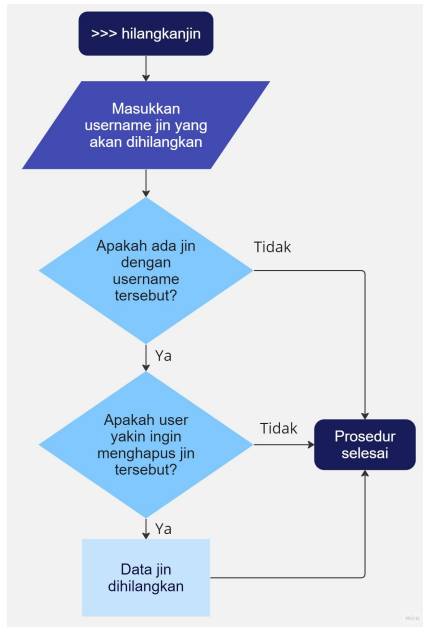 >>> hilangkanjin
Masukkan
username jin yang
akan dihilangkan
Apakah ada jin
dengan
username
tersebut?
Tidak
Ya
Apakah user
yakin ingin
menghapus jin
tersebut?
Tidak
Prosedur
selesai
Ya
Data jin
dihilangkan
miro